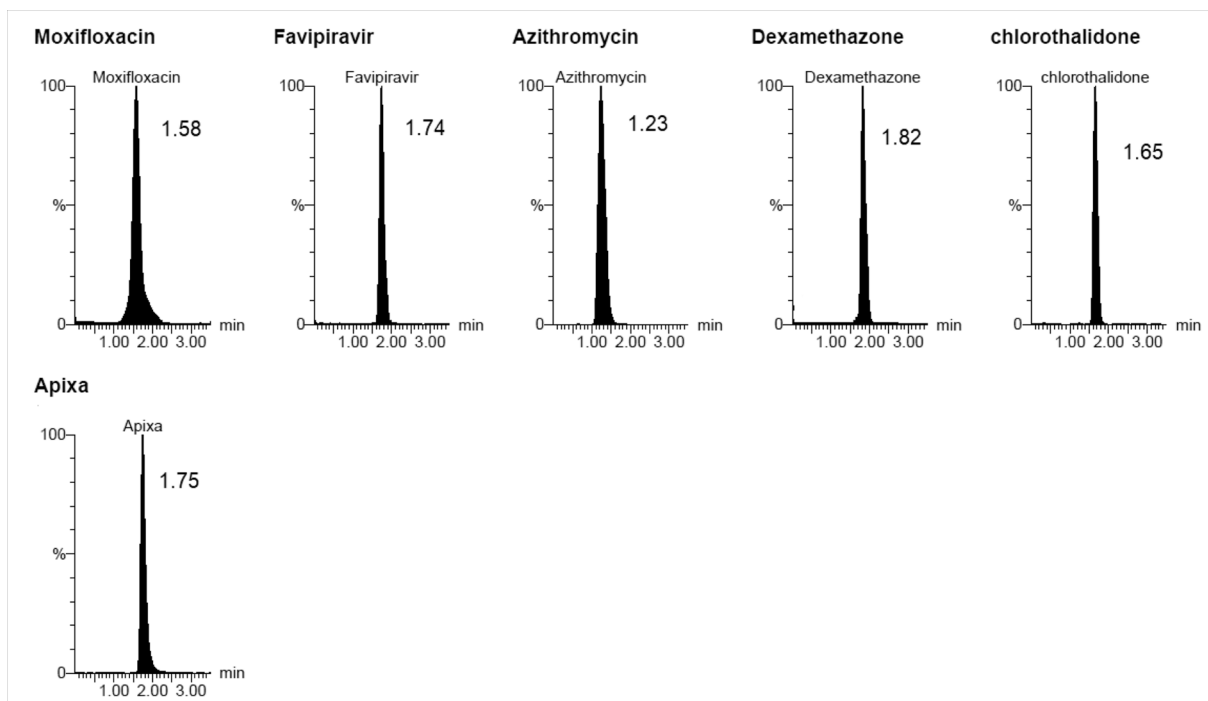 Moxifloxacin
Favipiravir
Azithromycin
Dexamethazone
chlorothalidone
Moxifloxacin
100
1.58
%
0
min
1.00 2.00 3.00
Favipiravir
100
1.74
%
0
min
1.00 2.00 3.00
Azithromycin
100
1.23
%
0
min
1.00 2.00 3.00
Dexamethazone
100
1.82
%
0
min
1.00 2.00 3.00
chlorothalidone
100
1.65
%
0
min
1.00 2.00 3.00
Apixa
Apixa
100
1.75
%
0
min
1.00 2.00 3.00